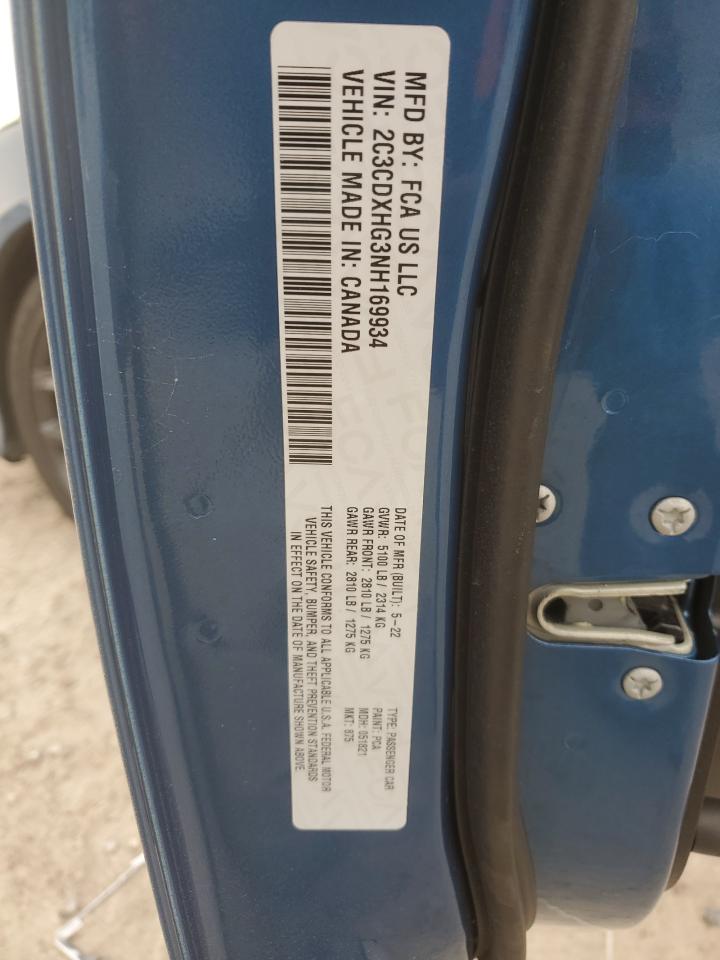 MFD BY: FCA US LLC
VIN: 2C3CDXHG3NH169934
VEHICLE MADE IN: CANADA
DATE OF MFR (BUILT): 5-22
GVWR: 5100 LB / 2314 KG
GAWR FRONT: 2810 LB / 1275 KG
GAWR REAR: 2810 LB / 1275 KG
TYPE: PASSENGER CAR
PAINT: PCA
MDH: 051821
MKT: 875
THIS VEHICLE CONFORMS TO ALL APPLICABLE U.S.A. FEDERAL MOTOR
VEHICLE SAFETY, BUMPER, AND THEFT PREVENTION STANDARDS
IN EFFECT ON THE DATE OF MANUFACTURE SHOWN ABOVE